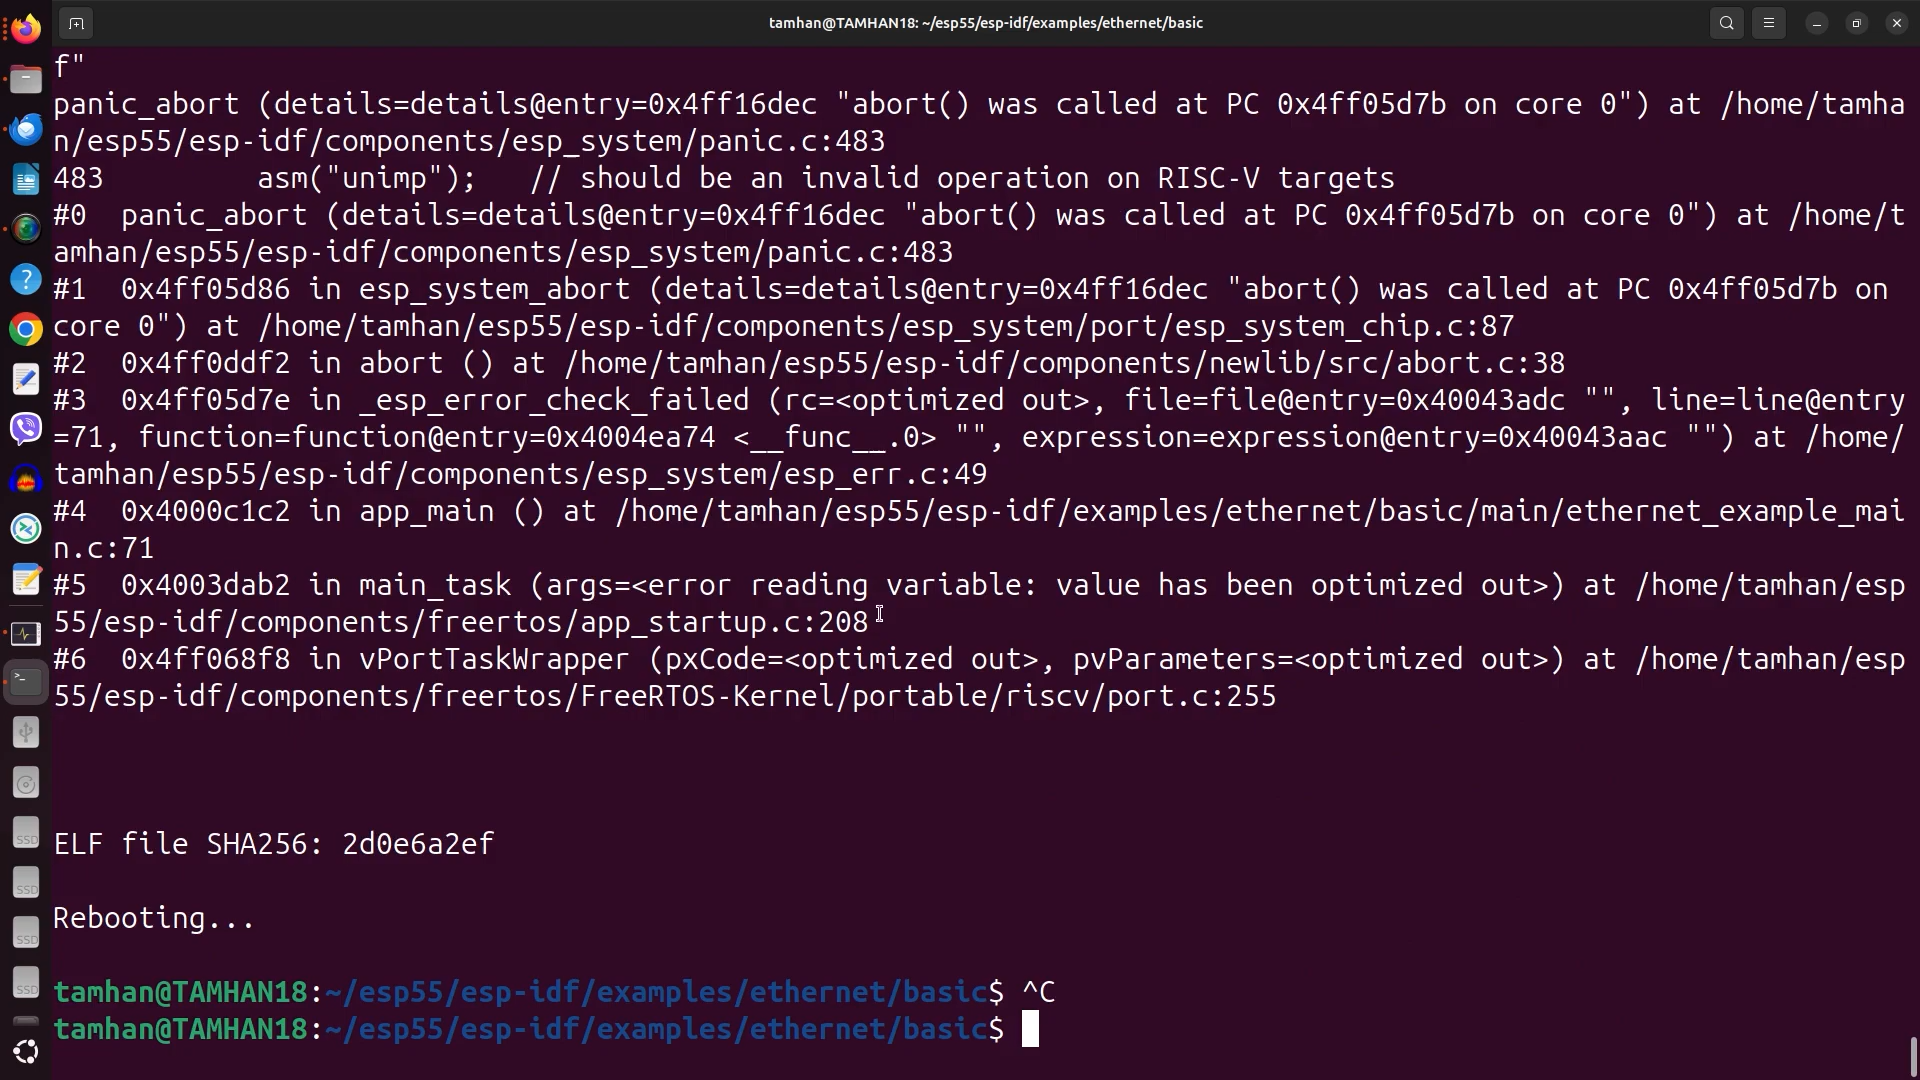 tamhan@TAMHAN18: ~/esp55/esp-idf/examples/ethernet/basic
f"
panic_abort (details=details@entry=0x4ff16dec "abort() was called at PC 0x4ff05d7b on core 0") at /home/tamha
n/esp55/esp-idf/components/esp_system/panic.c:483
483         asm("unimp");   // should be an invalid operation on RISC-V targets
#0  panic_abort (details=details@entry=0x4ff16dec "abort() was called at PC 0x4ff05d7b on core 0") at /home/t
amhan/esp55/esp-idf/components/esp_system/panic.c:483
#1  0x4ff05d86 in esp_system_abort (details=details@entry=0x4ff16dec "abort() was called at PC 0x4ff05d7b on 
core 0") at /home/tamhan/esp55/esp-idf/components/esp_system/port/esp_system_chip.c:87
#2  0x4ff0ddf2 in abort () at /home/tamhan/esp55/esp-idf/components/newlib/src/abort.c:38
#3  0x4ff05d7e in _esp_error_check_failed (rc=<optimized out>, file=file@entry=0x40043adc "", line=line@entry
=71, function=function@entry=0x4004ea74 <__func__.0> "", expression=expression@entry=0x40043aac "") at /home/
tamhan/esp55/esp-idf/components/esp_system/esp_err.c:49
#4  0x4000c1c2 in app_main () at /home/tamhan/esp55/esp-idf/examples/ethernet/basic/main/ethernet_example_mai
n.c:71
#5  0x4003dab2 in main_task (args=<error reading variable: value has been optimized out>) at /home/tamhan/esp
55/esp-idf/components/freertos/app_startup.c:208
#6  0x4ff068f8 in vPortTaskWrapper (pxCode=<optimized out>, pvParameters=<optimized out>) at /home/tamhan/esp
55/esp-idf/components/freertos/FreeRTOS-Kernel/portable/riscv/port.c:255
ELF file SHA256: 2d0e6a2ef
Rebooting...
tamhan@TAMHAN18:~/esp55/esp-idf/examples/ethernet/basic$ ^C
tamhan@TAMHAN18:~/esp55/esp-idf/examples/ethernet/basic$
SSD
SSD
SSD
SSD